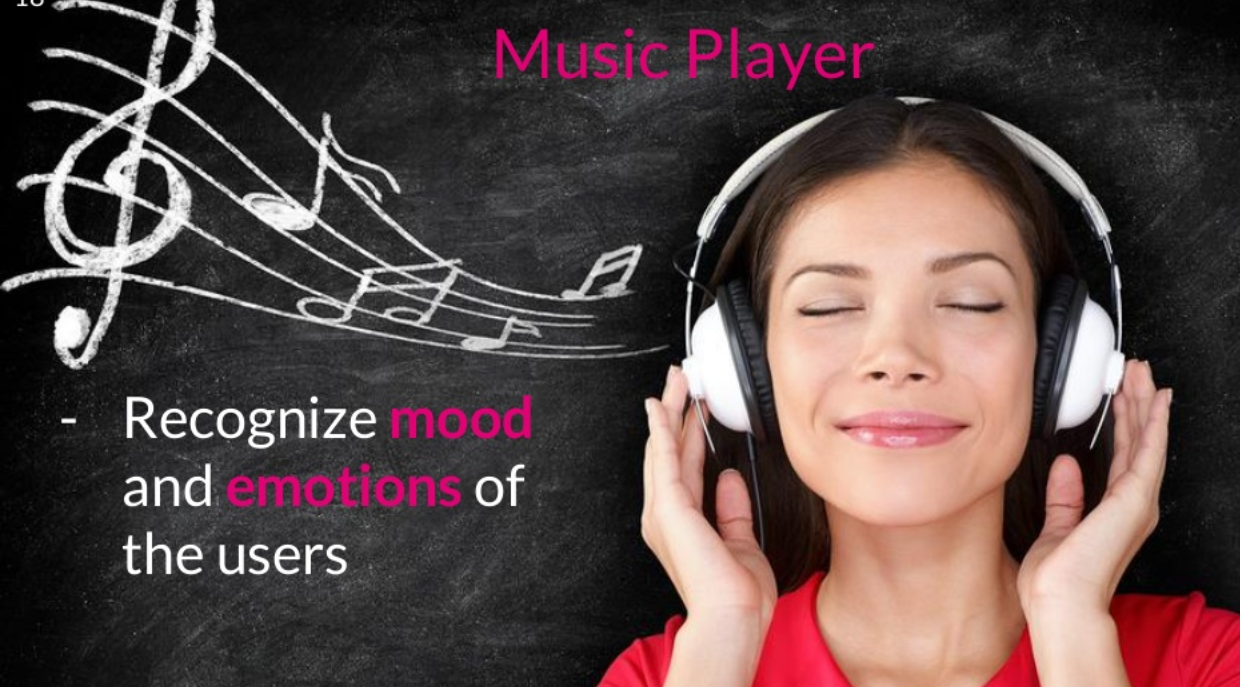 Music Player
- Recognize mood
and emotions of
the users